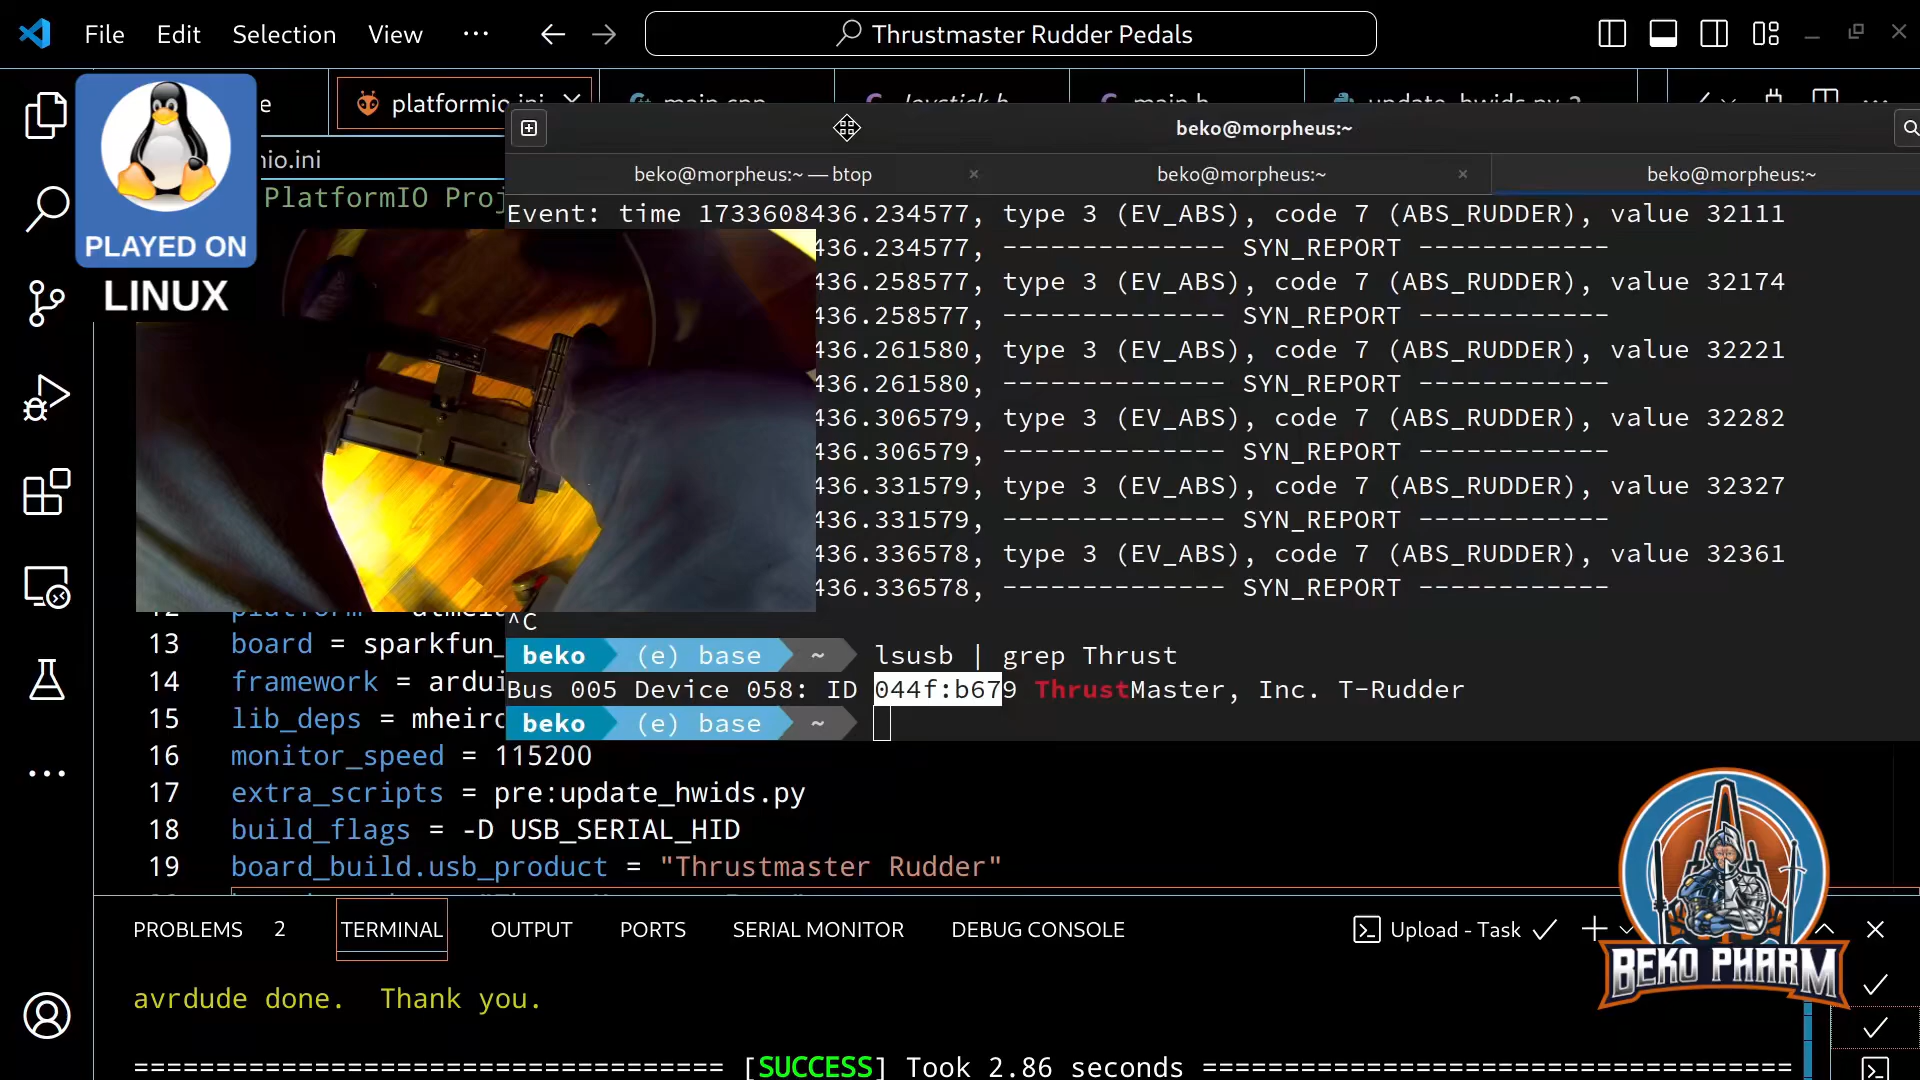 File Edit Selection View ··· Thrustmaster Rudder Pedals
platformio.ini
beko@morpheus:~
PLAYED ON
LINUX
nio.ini
beko@morpheus:~ — btop
beko@morpheus:~
beko@morpheus:~
PlatformIO Proj
Event: time 1733608436.234577, type 3 (EV_ABS), code 7 (ABS_RUDDER), value 32111
436.234577, -------------- SYN_REPORT ------------
436.258577, type 3 (EV_ABS), code 7 (ABS_RUDDER), value 32174
436.258577, -------------- SYN_REPORT ------------
436.261580, type 3 (EV_ABS), code 7 (ABS_RUDDER), value 32221
436.261580, -------------- SYN_REPORT ------------
436.306579, type 3 (EV_ABS), code 7 (ABS_RUDDER), value 32282
436.306579, -------------- SYN_REPORT ------------
436.331579, type 3 (EV_ABS), code 7 (ABS_RUDDER), value 32327
436.331579, -------------- SYN_REPORT ------------
436.336578, type 3 (EV_ABS), code 7 (ABS_RUDDER), value 32361
436.336578, -------------- SYN_REPORT ------------
^C
beko (e) base ~ lsusb | grep Thrust
Bus 005 Device 058: ID 044f:b679 ThrustMaster, Inc. T-Rudder
beko (e) base ~
13 board = sparkfun_
14 framework = ardui
15 lib_deps = mheirc
16 monitor_speed = 115200
17 extra_scripts = pre:update_hwids.py
18 build_flags = -D USB_SERIAL_HID
19 board_build.usb_product = "Thrustmaster Rudder"
PROBLEMS 2 TERMINAL OUTPUT PORTS SERIAL MONITOR DEBUG CONSOLE Upload - Task
BEKO PHARM
avrdude done. Thank you.
=================================== [SUCCESS] Took 2.86 seconds ===================================